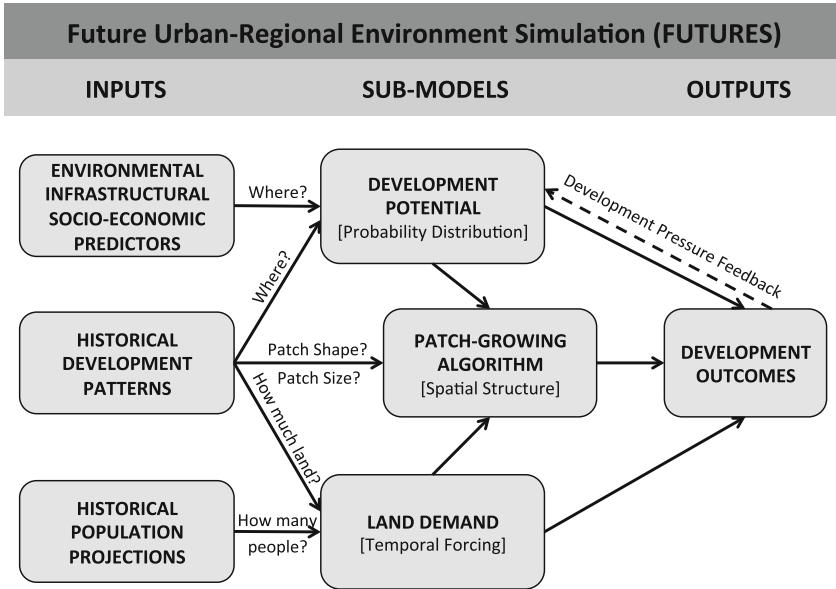 Future Urban-Regional Environment Simulation (FUTURES)
INPUTS
SUB-MODELS
OUTPUTS
ENVIRONMENTAL
INFRASTRUCTURAL
SOCIO-ECONOMIC
PREDICTORS
Where?
DEVELOPMENT
POTENTIAL
[Probability Distribution]
Development Pressure Feedback
Where?
HISTORICAL
DEVELOPMENT
PATTERNS
Patch Shape?
Patch Size?
PATCH-GROWING
ALGORITHM
[Spatial Structure]
DEVELOPMENT
OUTCOMES
How much land?
HISTORICAL
POPULATION
PROJECTIONS
How many
people?
LAND DEMAND
[Temporal Forcing]